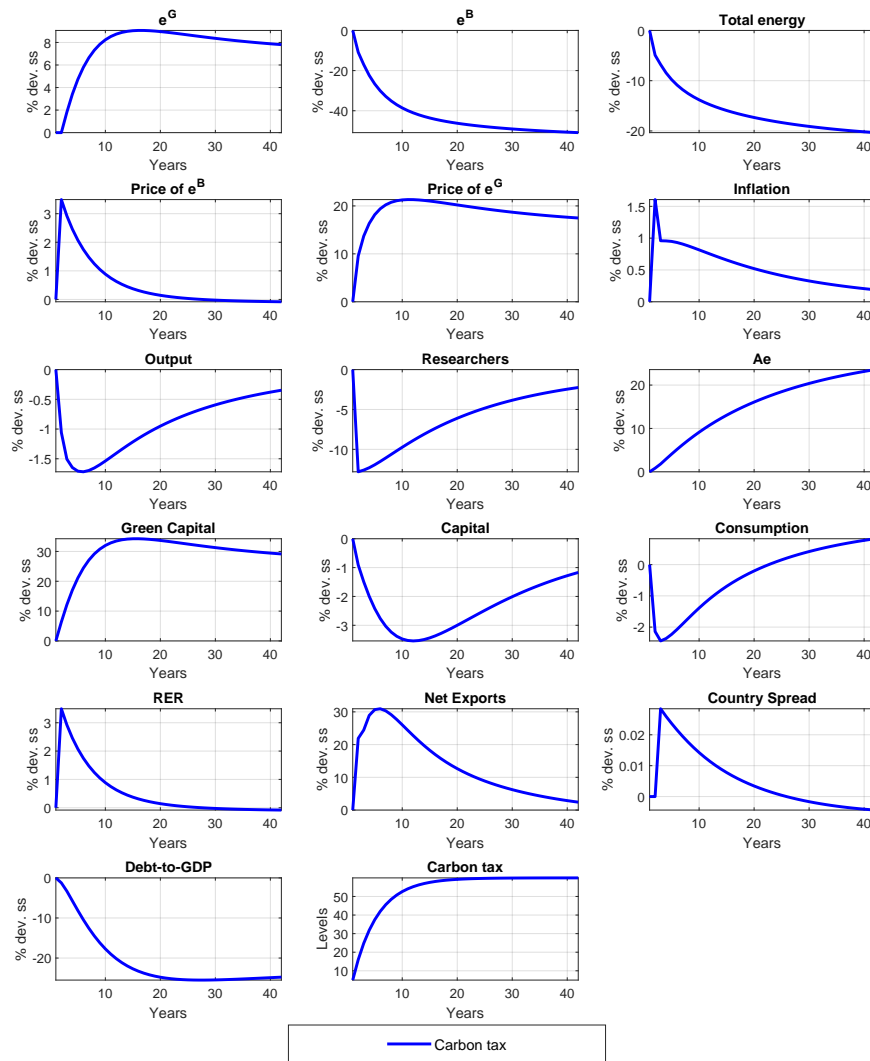 e^G
% dev. ss
0
2
4
6
8
10 20 30 40
Years
e^B
% dev. ss
0
-20
-40
10 20 30 40
Years
Total energy
% dev. ss
0
-10
-20
10 20 30 40
Years
Price of e^B
% dev. ss
3
2
1
0
10 20 30 40
Years
Price of e^G
% dev. ss
20
10
0
10 20 30 40
Years
Inflation
% dev. ss
1.5
1
0.5
0
10 20 30 40
Years
Output
% dev. ss
0
-0.5
-1
-1.5
10 20 30 40
Years
Researchers
% dev. ss
0
-5
-10
10 20 30 40
Years
Ae
% dev. ss
20
10
0
10 20 30 40
Years
Green Capital
% dev. ss
30
20
10
0
10 20 30 40
Years
Capital
% dev. ss
0
-1
-2
-3
10 20 30 40
Years
Consumption
% dev. ss
0
-1
-2
10 20 30 40
Years
RER
% dev. ss
3
2
1
0
10 20 30 40
Years
Net Exports
% dev. ss
30
20
10
0
10 20 30 40
Years
Country Spread
% dev. ss
0.02
0.01
0
10 20 30 40
Years
Debt-to-GDP
% dev. ss
0
-10
-20
10 20 30 40
Years
Carbon tax
Levels
50
40
30
20
10
10 20 30 40
Years
Carbon tax